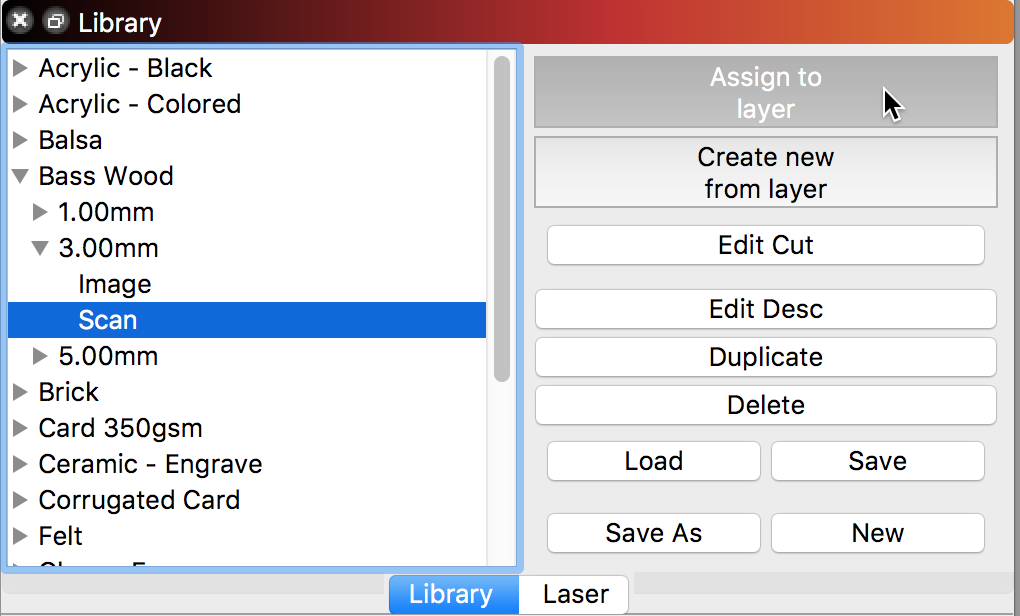 Library
Acrylic - Black
Acrylic - Colored
Balsa
Bass Wood
1.00mm
3.00mm
Image
Scan
5.00mm
Brick
Card 350gsm
Ceramic - Engrave
Corrugated Card
Felt
Assign to
layer
Create new
from layer
Edit Cut
Edit Desc
Duplicate
Delete
Load
Save
Save As
New
Library
Laser